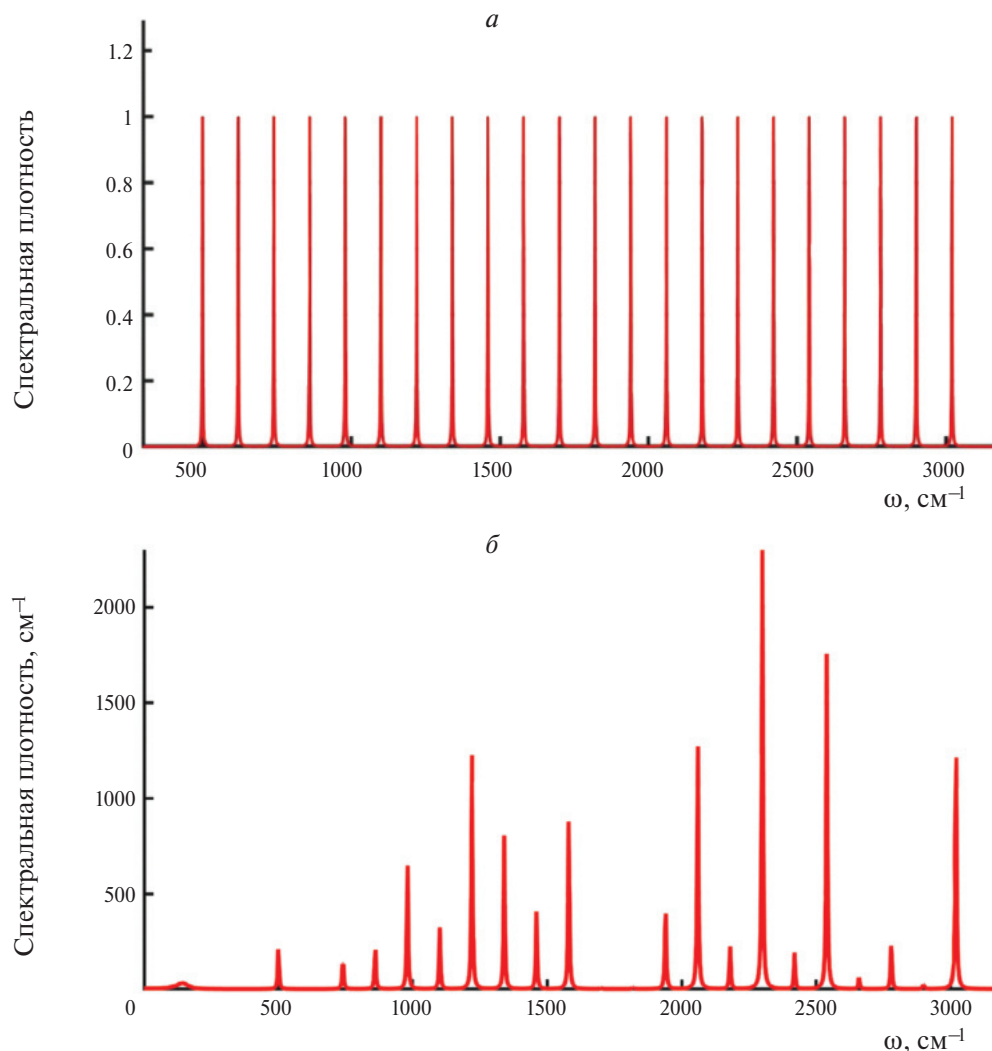 а
Спектральная плотность
1.2
1
0.8
0.6
0.4
0.2
0
500 1000 1500 2000 2500 3000
ω, см⁻¹
б
Спектральная плотность, см⁻¹
2000
1500
1000
500
0 500 1000 1500 2000 2500 3000
ω, см⁻¹